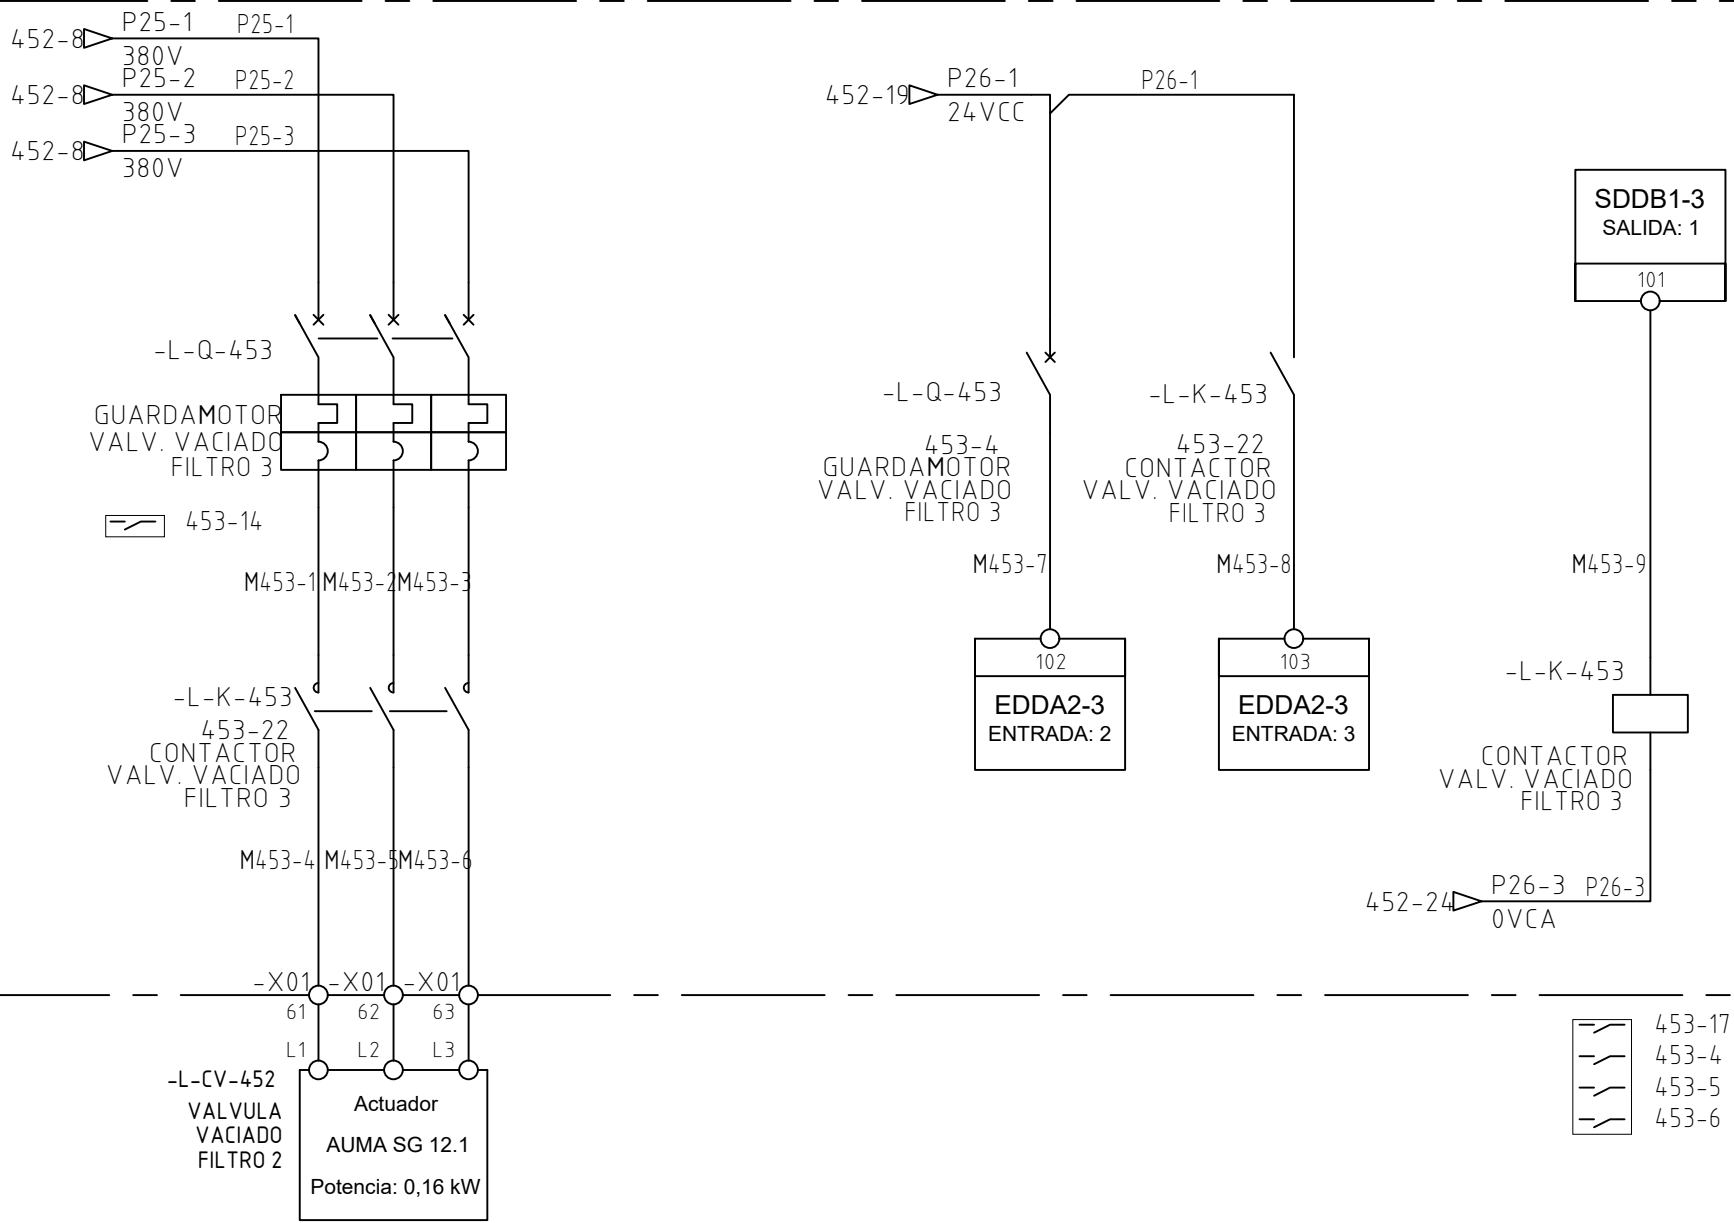 452-8 P25-1 P25-1
380V
452-8 P25-2 P25-2
380V
452-8 P25-3 P25-3
380V
-L-Q-453
GUARDAMOTOR
VALV. VACIADO
FILTRO 3
453-14
M453-1 M453-2 M453-3
-L-K-453
453-22
CONTACTOR
VALV. VACIADO
FILTRO 3
M453-4 M453-5 M453-6
-X01 -X01 -X01
61 62 63
L1 L2 L3
-L-CV-452
VALVULA
VACIADO
FILTRO 2
Actuador
AUMA SG 12.1
Potencia: 0,16 kW
452-19 P26-1 P26-1
24VCC
-L-Q-453
453-4
GUARDAMOTOR
VALV. VACIADO
FILTRO 3
M453-7
102
EDDA2-3
ENTRADA: 2
-L-K-453
453-22
CONTACTOR
VALV. VACIADO
FILTRO 3
M453-8
103
EDDA2-3
ENTRADA: 3
SDDB1-3
SALIDA: 1
101
M453-9
-L-K-453
CONTACTOR
VALV. VACIADO
FILTRO 3
452-24 P26-3 P26-3
0VCA
453-17
453-4
453-5
453-6